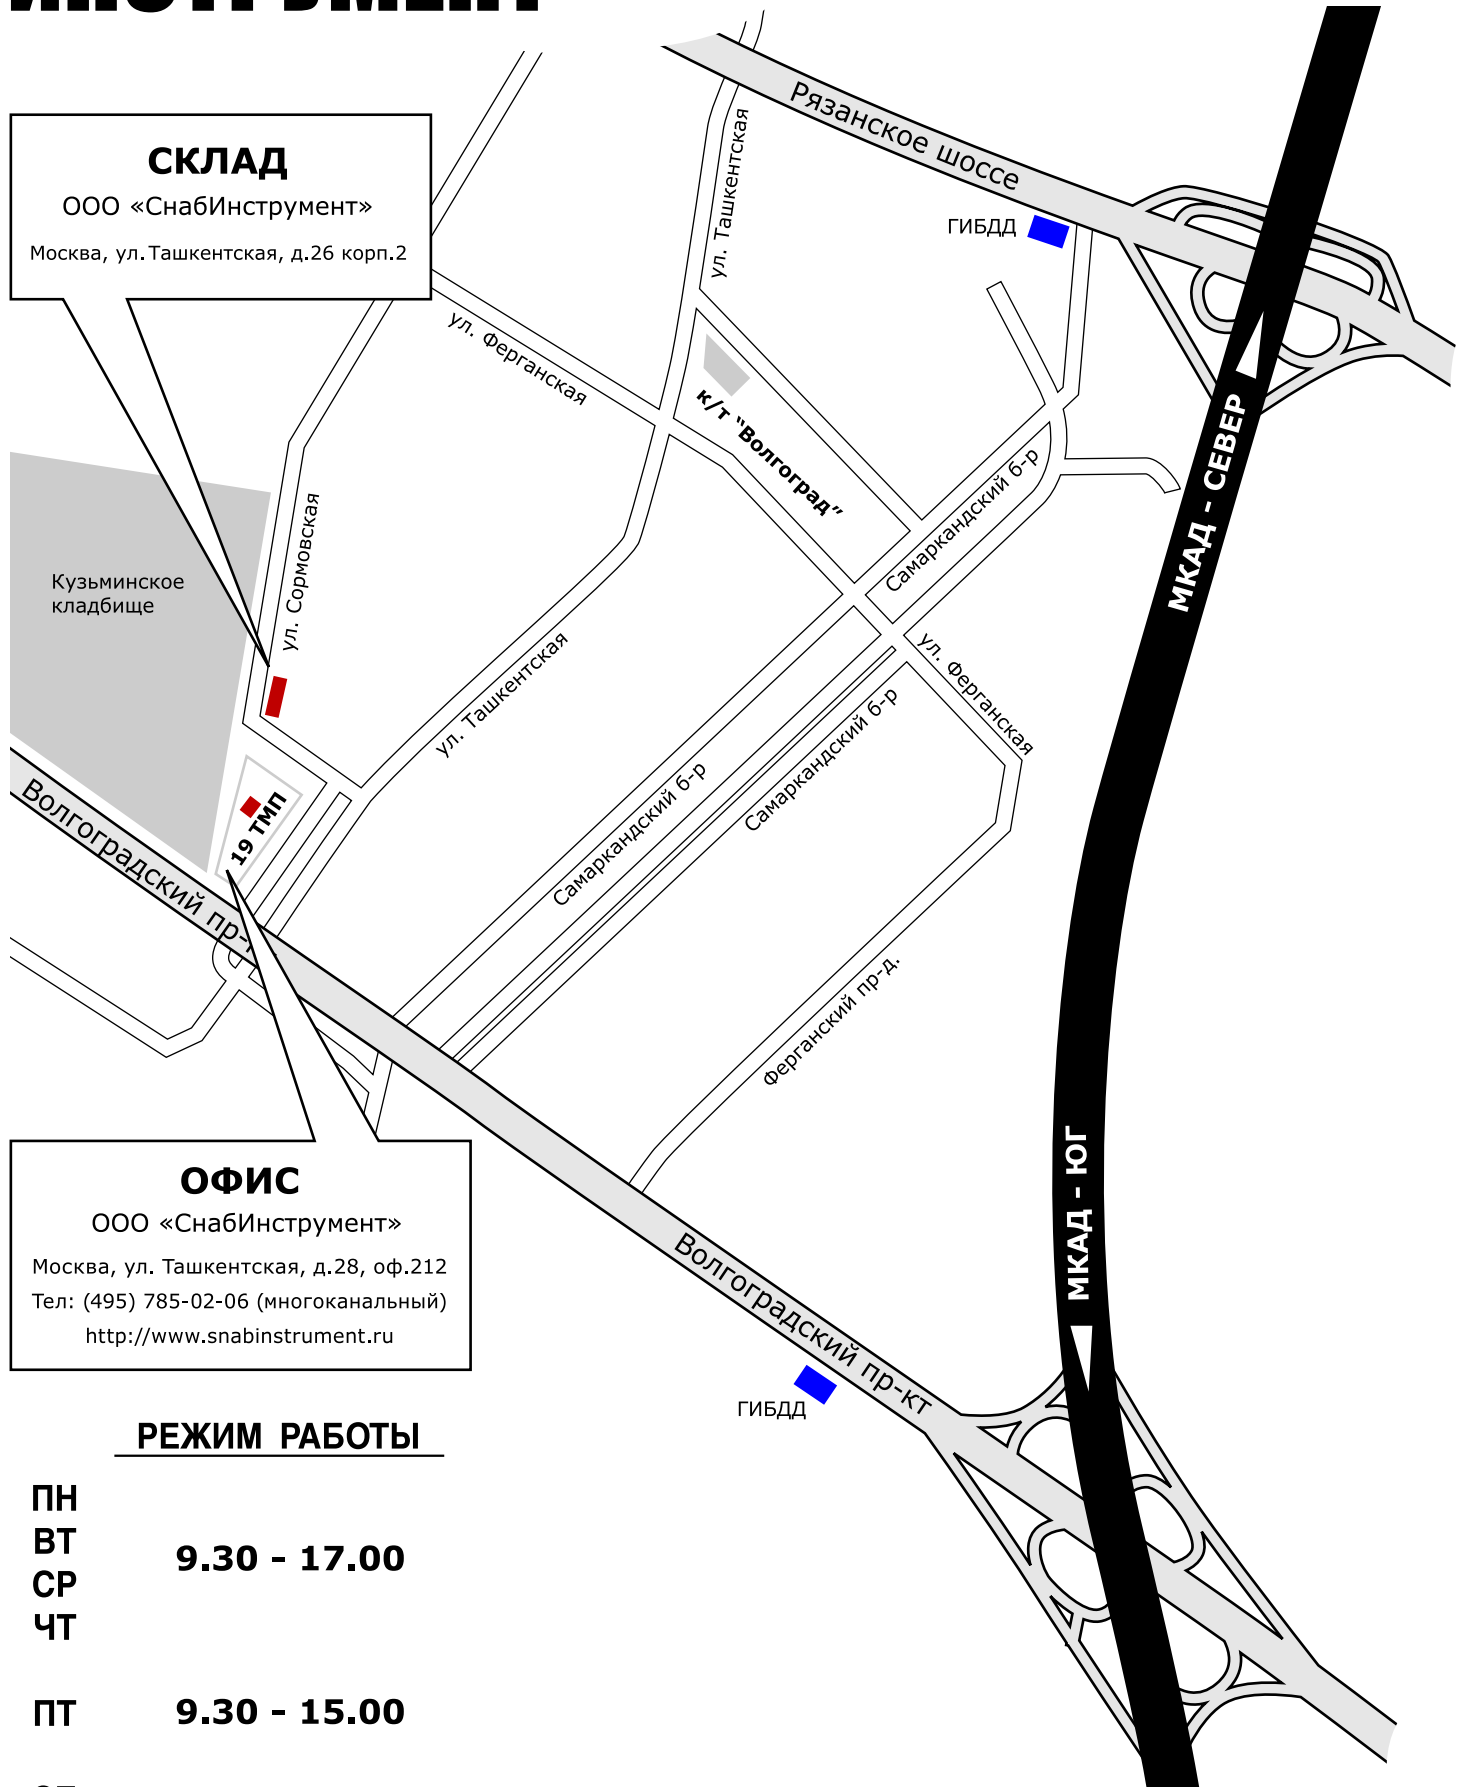 ИНСТРУМЕНТ
Рязанское шоссе
СКЛАД
ООО «СнабИнструмент»
Москва, ул. Ташкентская, д.26 корп.2
ул. Ташкентская
ГИБДД
ул. Ферганская
к/т "Волгоград"
МКАД - СЕВЕР
Самаркандский б-р
ул. Сормовская
Кузьминское
кладбище
ул. Ташкентская
ул. Ферганская
Самаркандский б-р
Самаркандский б-р
19 ТМП
Волгоградский пр-
Ферганский пр-д.
МКАД - ЮГ
ОФИС
ООО «СнабИнструмент»
Москва, ул. Ташкентская, д.28, оф.212
Тел: (495) 785-02-06 (многоканальный)
http://www.snabinstrument.ru
Волгоградский пр-кт
ГИБДД
РЕЖИМ РАБОТЫ
ПН
ВТ
9.30 - 17.00
СР
ЧТ
ПТ 9.30 - 15.00